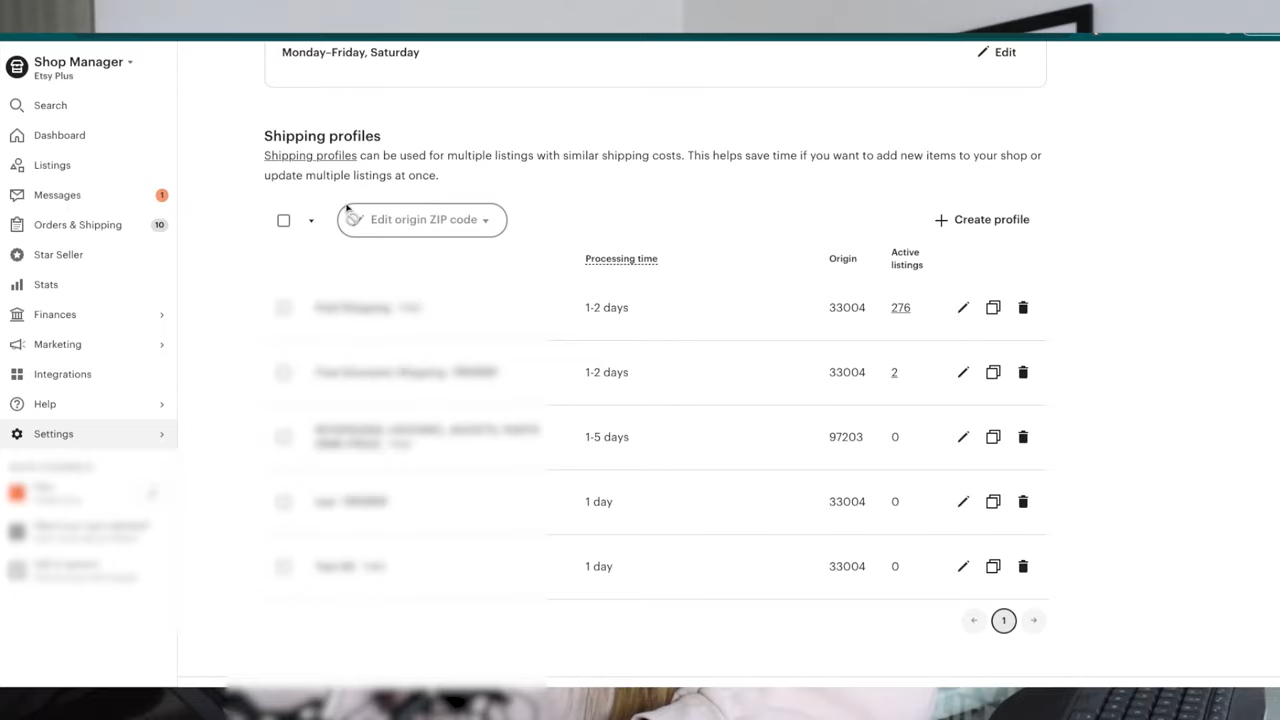 Monday–Friday, Saturday
Edit
Shop Manager
Etsy Plus
Search
Dashboard
Listings
Messages
1
Orders & Shipping
10
Star Seller
Stats
Finances
Marketing
Integrations
Help
Settings
Shipping profiles
Shipping profiles can be used for multiple listings with similar shipping costs. This helps save time if you want to add new items to your shop or
update multiple listings at once.
Edit origin ZIP code
Create profile
Processing time
Origin
Active
listings
1-2 days
33004
276
1-2 days
33004
2
1-5 days
97203
0
1 day
33004
0
1 day
33004
0
1